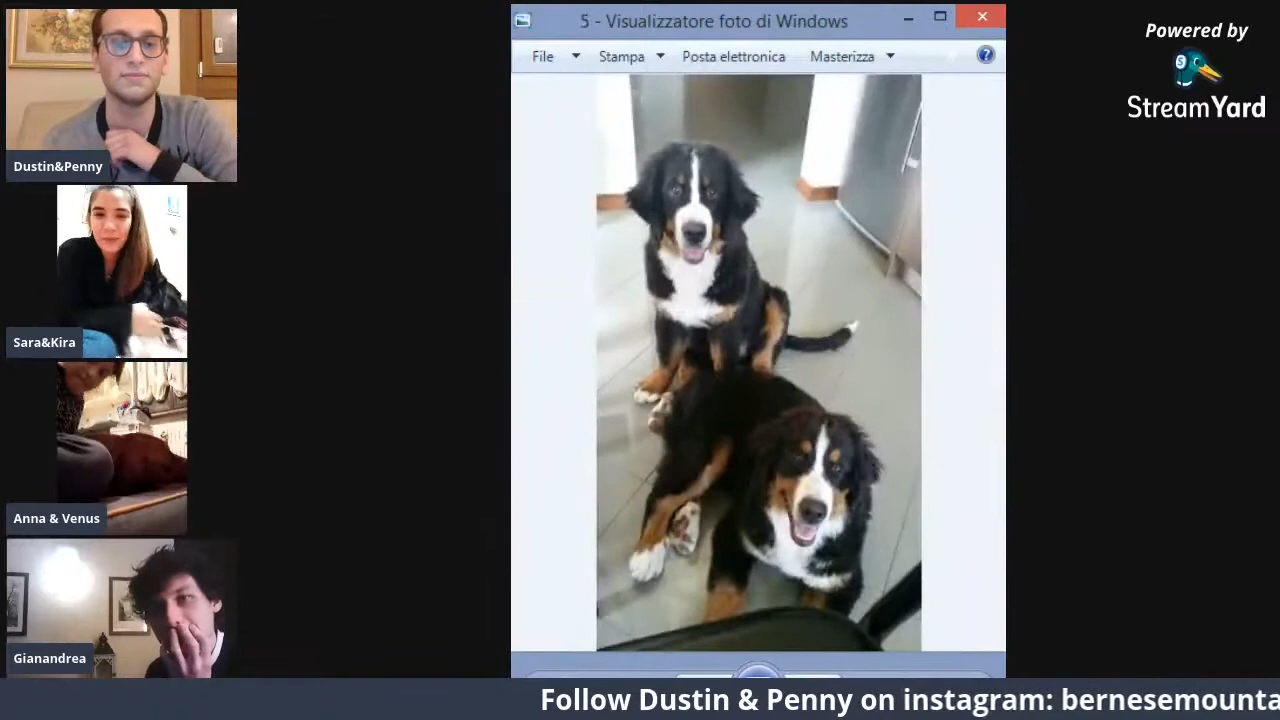 5 - Visualizzatore foto di Windows
File Stampa Posta elettronica Masterizza
Powered by
StreamYard
Dustin&Penny
Sara&Kira
Anna & Venus
Gianandrea
Follow Dustin & Penny on instagram: bernesemounta